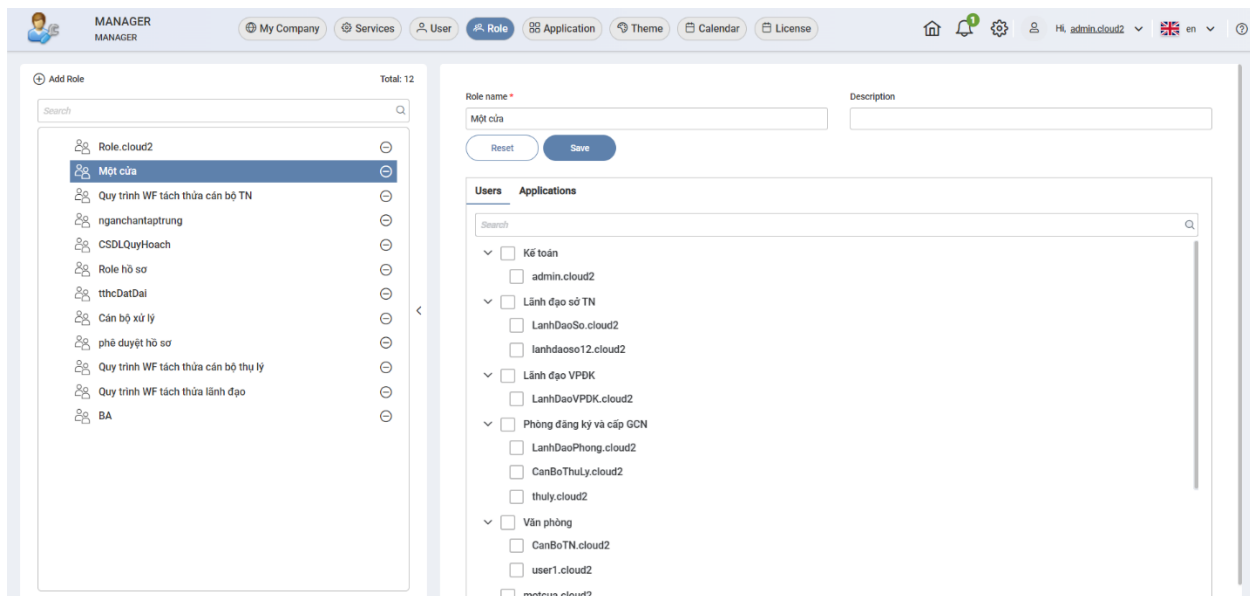 MANAGER
MANAGER
My Company
Services
User
Role
Application
Theme
Calendar
License
1
Hi, admin.cloud2
en
Add Role
Total: 12
Search
Role.cloud2
Một cửa
Quy trình WF tách thửa cán bộ TN
nganchantaptrung
CSDLQuyHoach
Role hồ sơ
tthcDatDai
Cán bộ xử lý
phê duyệt hồ sơ
Quy trình WF tách thửa cán bộ thụ lý
Quy trình WF tách thửa lãnh đạo
BA
Role name *
Description
Một cửa
Reset
Save
Users
Applications
Search
Kế toán
admin.cloud2
Lãnh đạo sở TN
LanhDaoSo.cloud2
lanhdaoso12.cloud2
Lãnh đạo VPĐK
LanhDaoVPDK.cloud2
Phòng đăng ký và cấp GCN
LanhDaoPhong.cloud2
CanBoThuLy.cloud2
thuly.cloud2
Văn phòng
CanBoTN.cloud2
user1.cloud2
motcua.cloud2